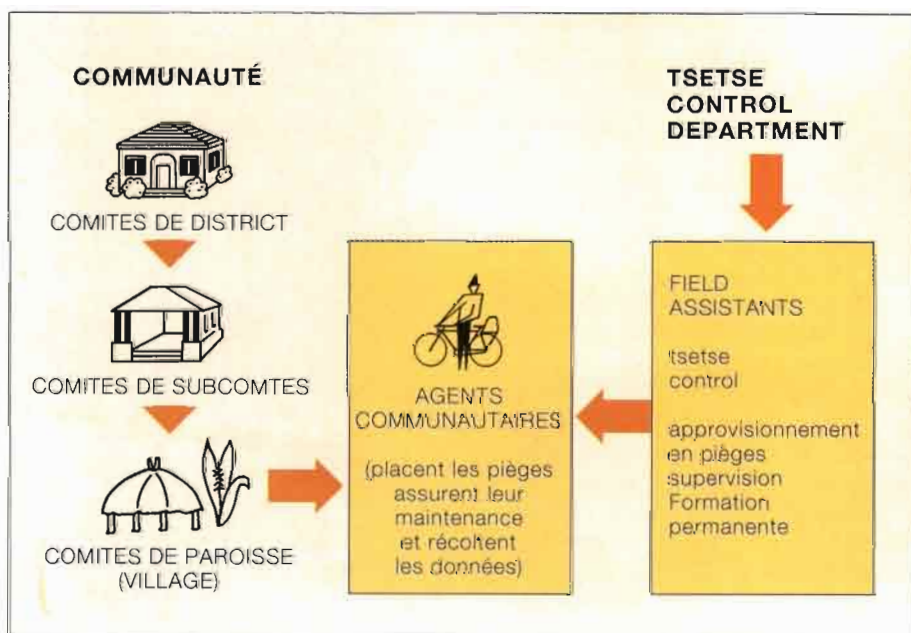 COMMUNAUTÉ
COMITES DE DISTRICT
COMITES DE SUBCOMTES
COMITES DE PAROISSE
(VILLAGE)
AGENTS
COMMUNAUTAIRES
(placent les pièges
assurent leur
maintenance
et récoltent
les données)
TSETSE
CONTROL
DEPARTMENT
FIELD
ASSISTANTS
tsetse
control
approvisionnement
en pièges
supervision
Formation
permanente